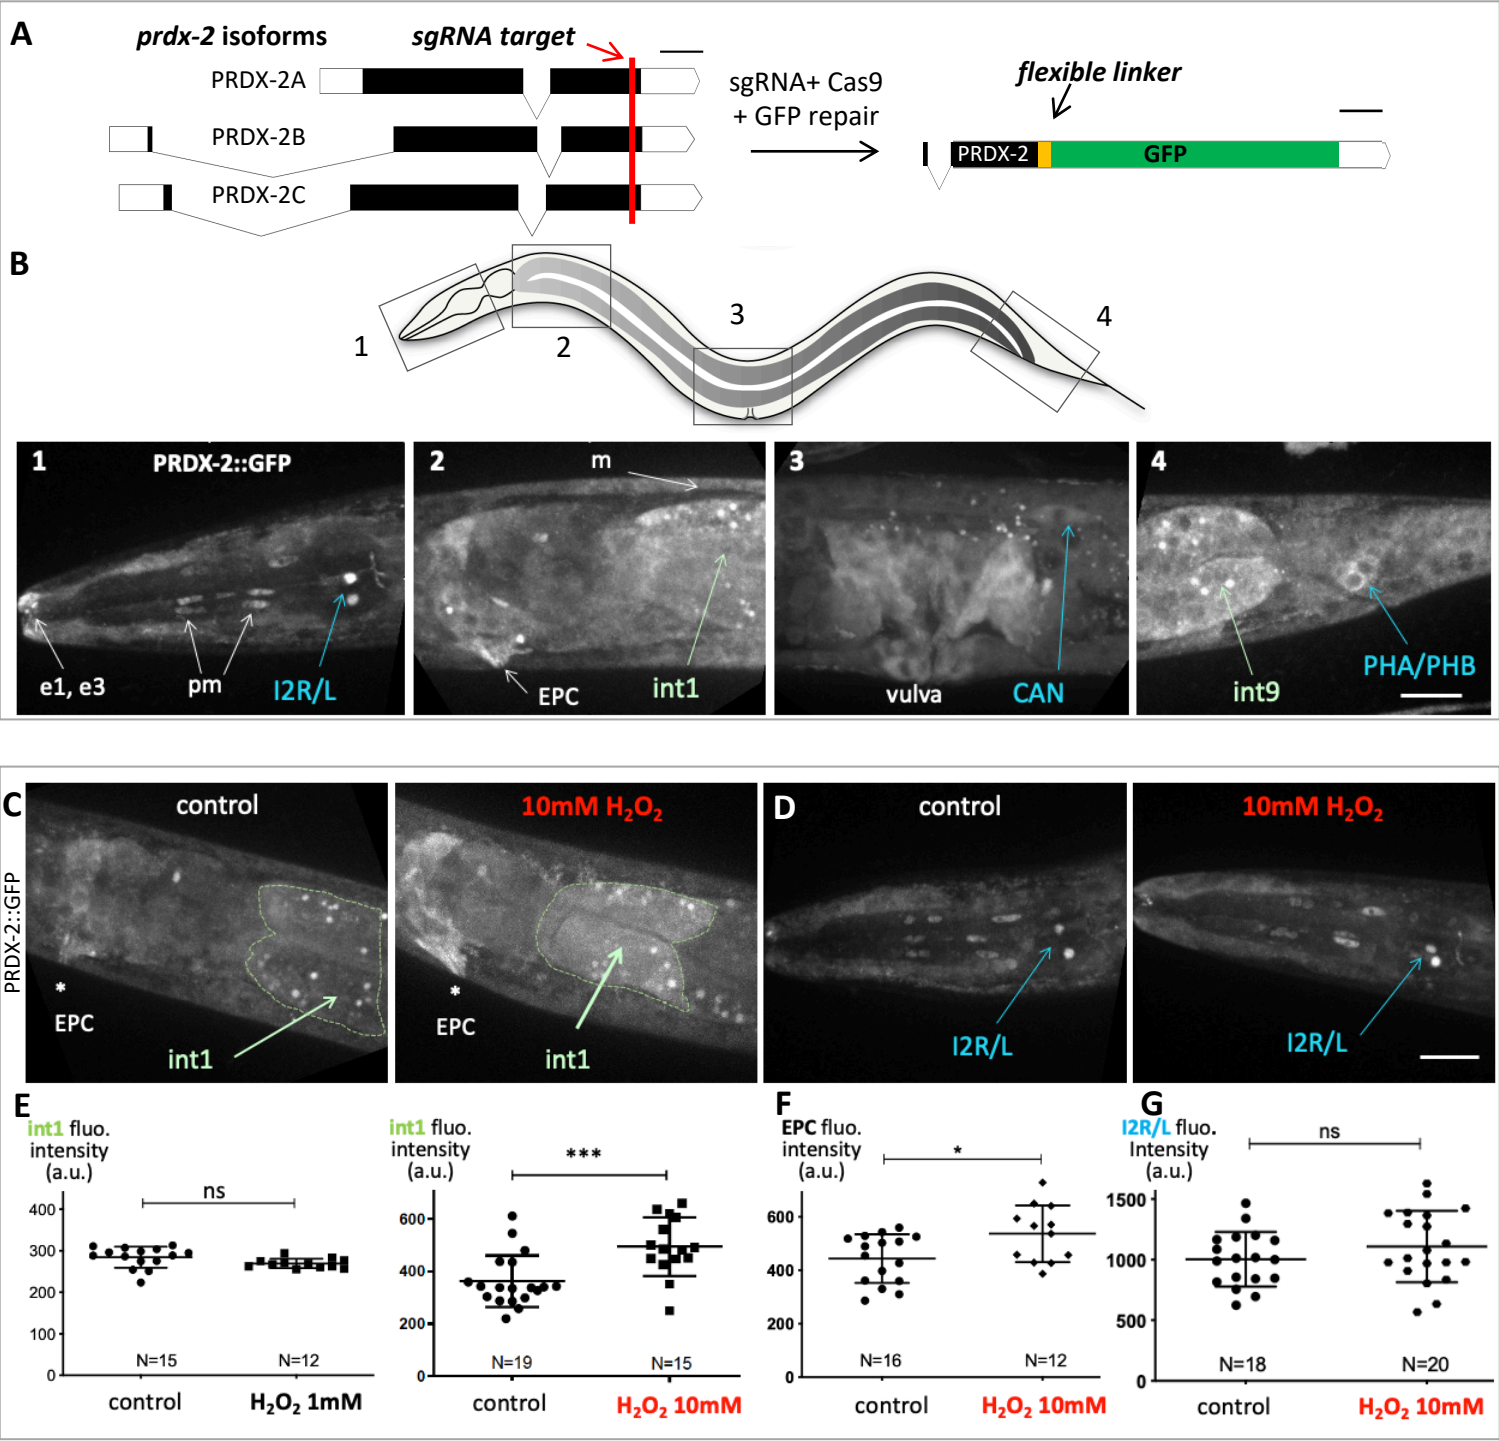 A
prdx-2 isoforms
sgRNA target
PRDX-2A
PRDX-2B
PRDX-2C
sgRNA+ Cas9
+ GFP repair
flexible linker
PRDX-2
GFP
B
1
2
3
4
1
PRDX-2::GFP
e1, e3
pm
I2R/L
2
m
EPC
int1
3
vulva
CAN
4
int9
PHA/PHB
PRDX-2::GFP
C
control
*
EPC
int1
10mM H₂O₂
*
EPC
int1
D
control
I2R/L
10mM H₂O₂
I2R/L
E
int1 fluo.
intensity
(a.u.)
ns
400
300
200
100
0
N=15
N=12
control
H₂O₂ 1mM
int1 fluo.
intensity
(a.u.)
***
600
400
200
0
N=19
N=15
control
H₂O₂ 10mM
F
EPC fluo.
intensity
(a.u.)
*
600
400
200
0
N=16
N=12
control
H₂O₂ 10mM
G
I2R/L fluo.
Intensity
(a.u.)
ns
1500
1000
500
0
N=18
N=20
control
H₂O₂ 10mM